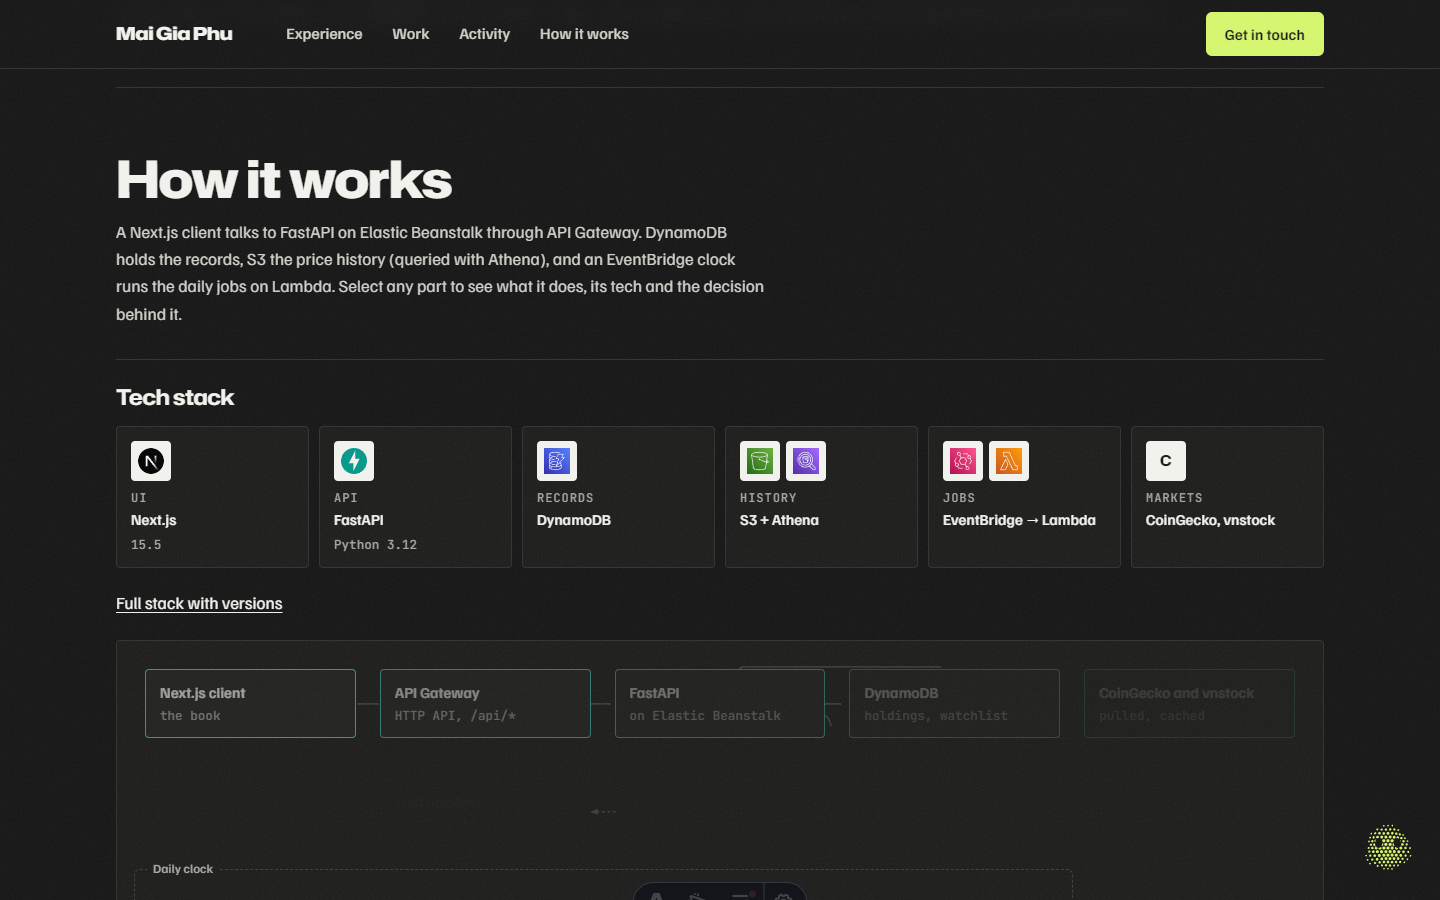 Mai Gia Phu
Experience
Work
Activity
How it works
Get in touch
How it works
A Next.js client talks to FastAPI on Elastic Beanstalk through API Gateway. DynamoDB
holds the records, S3 the price history (queried with Athena), and an EventBridge clock
runs the daily jobs on Lambda. Select any part to see what it does, its tech and the decision
behind it.
Tech stack
N
UI
Next.js
15.5
API
FastAPI
Python 3.12
RECORDS
DynamoDB
HISTORY
S3 + Athena
JOBS
EventBridge → Lambda
C
MARKETS
CoinGecko, vnstock
Full stack with versions
Next.js client
the book
API Gateway
HTTP API, /api/*
FastAPI
on Elastic Beanstalk
DynamoDB
holdings, watchlist
CoinGecko and vnstock
pulled, cached
Daily clock